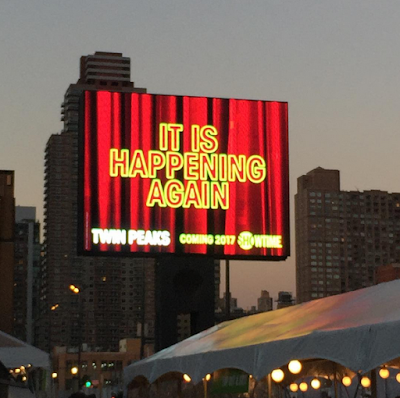 IT IS
HAPPENING
AGAIN
TWIN PEAKS COMING 2017 SHOWTIME